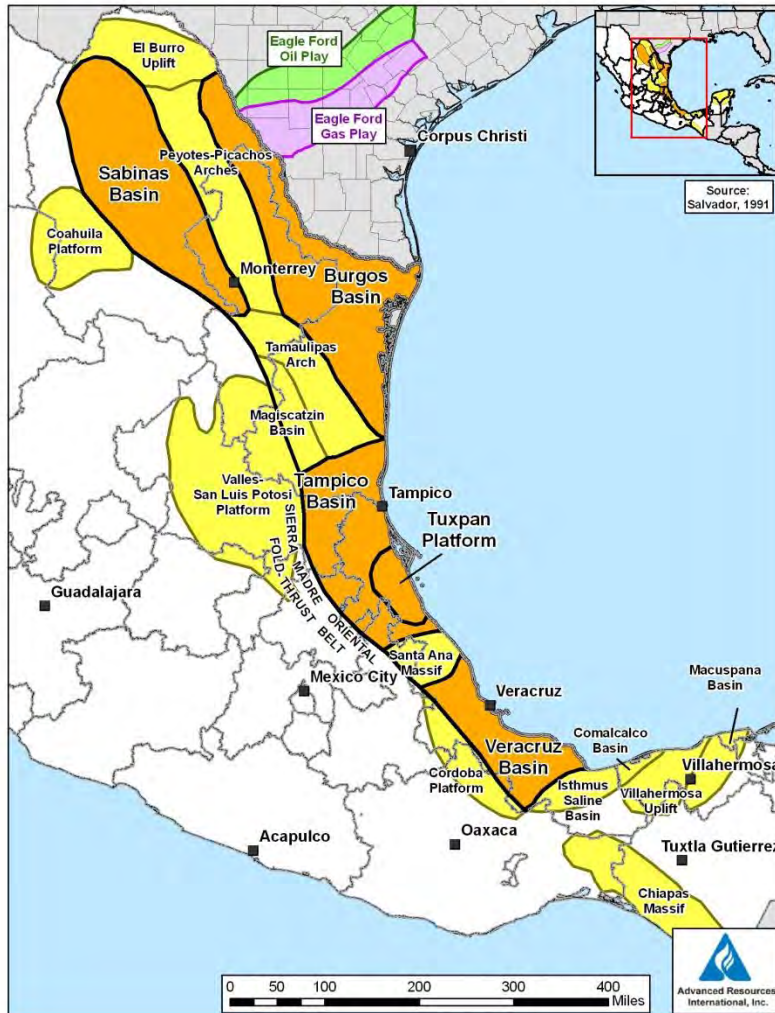 El Burro
Uplift
Eagle Ford
Oil Play
Eagle Ford
Gas Play
Corpus Christi
Source:
Salvador, 1991
Peyotes-Picachos
Arches
Sabinas
Basin
Coahuila
Platform
Monterrey
Burgos
Basin
Tamaulipas
Arch
Magiscatzin
Basin
Valles-
San Luis Potosi
Platform
Tampico
Basin
Tampico
Tuxpan
Platform
SIERRA MADRE ORIENTAL
FOLD-THRUST BELT
Guadalajara
Mexico City
Santa Ana
Massif
Veracruz
Macuspana
Basin
Comalcalco
Basin
Veracruz
Basin
Cordoba
Platform
Isthmus
Saline
Basin
Villahermosa
Uplift
Villahermosa
Acapulco
Oaxaca
Tuxtla Gutierrez
Chiapas
Massif
0 50 100 200 300 400
Miles
Advanced Resources
International, Inc.